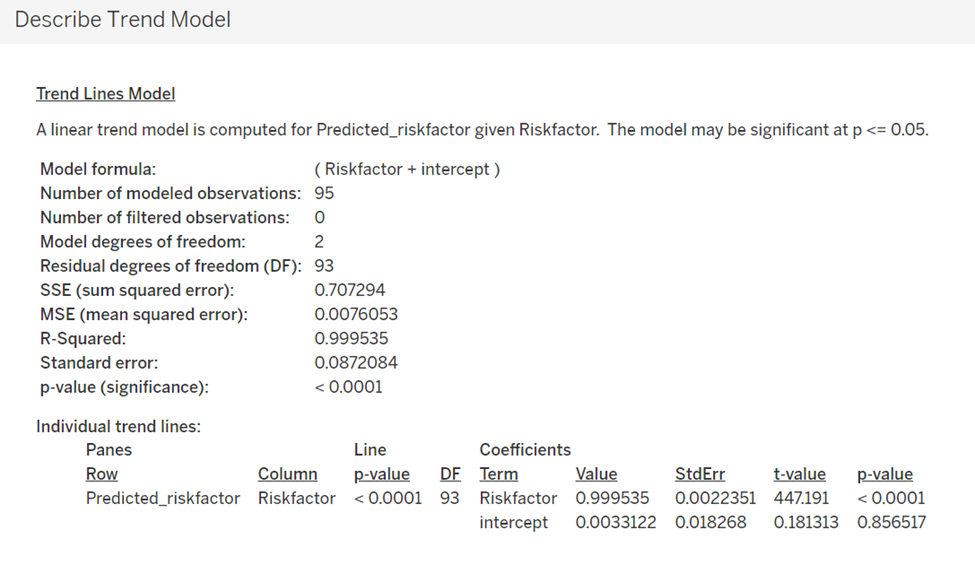 Describe Trend Model
Trend Lines Model
A linear trend model is computed for Predicted_riskfactor given Riskfactor.  The model may be significant at p <= 0.05.
Model formula: ( Riskfactor + intercept )
Number of modeled observations: 95
Number of filtered observations: 0
Model degrees of freedom: 2
Residual degrees of freedom (DF): 93
SSE (sum squared error): 0.707294
MSE (mean squared error): 0.0076053
R-Squared: 0.999535
Standard error: 0.0872084
p-value (significance): < 0.0001
Individual trend lines:
Panes Line Coefficients
Row Column p-value DF Term Value StdErr t-value p-value
Predicted_riskfactor Riskfactor < 0.0001 93 Riskfactor 0.999535 0.0022351 447.191 < 0.0001
intercept 0.0033122 0.018268 0.181313 0.856517